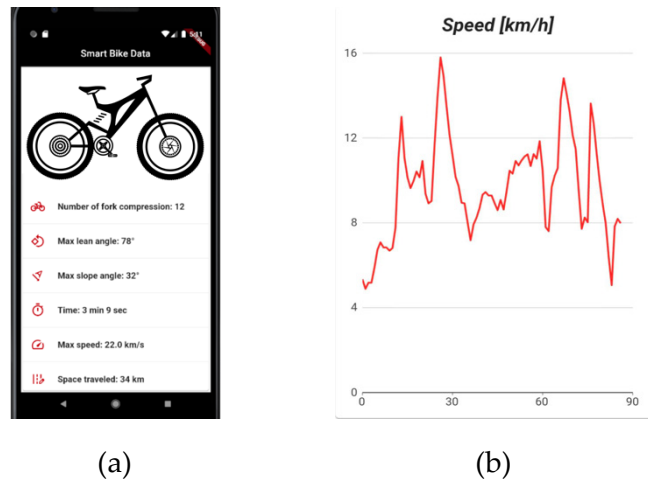 5:11
Smart Bike Data
Number of fork compression: 12
Max lean angle: 78°
Max slope angle: 32°
Time: 3 min 9 sec
Max speed: 22.0 km/s
Space traveled: 34 km
(a)
Speed [km/h]
16
12
8
4
0
0 30 60 90
(b)